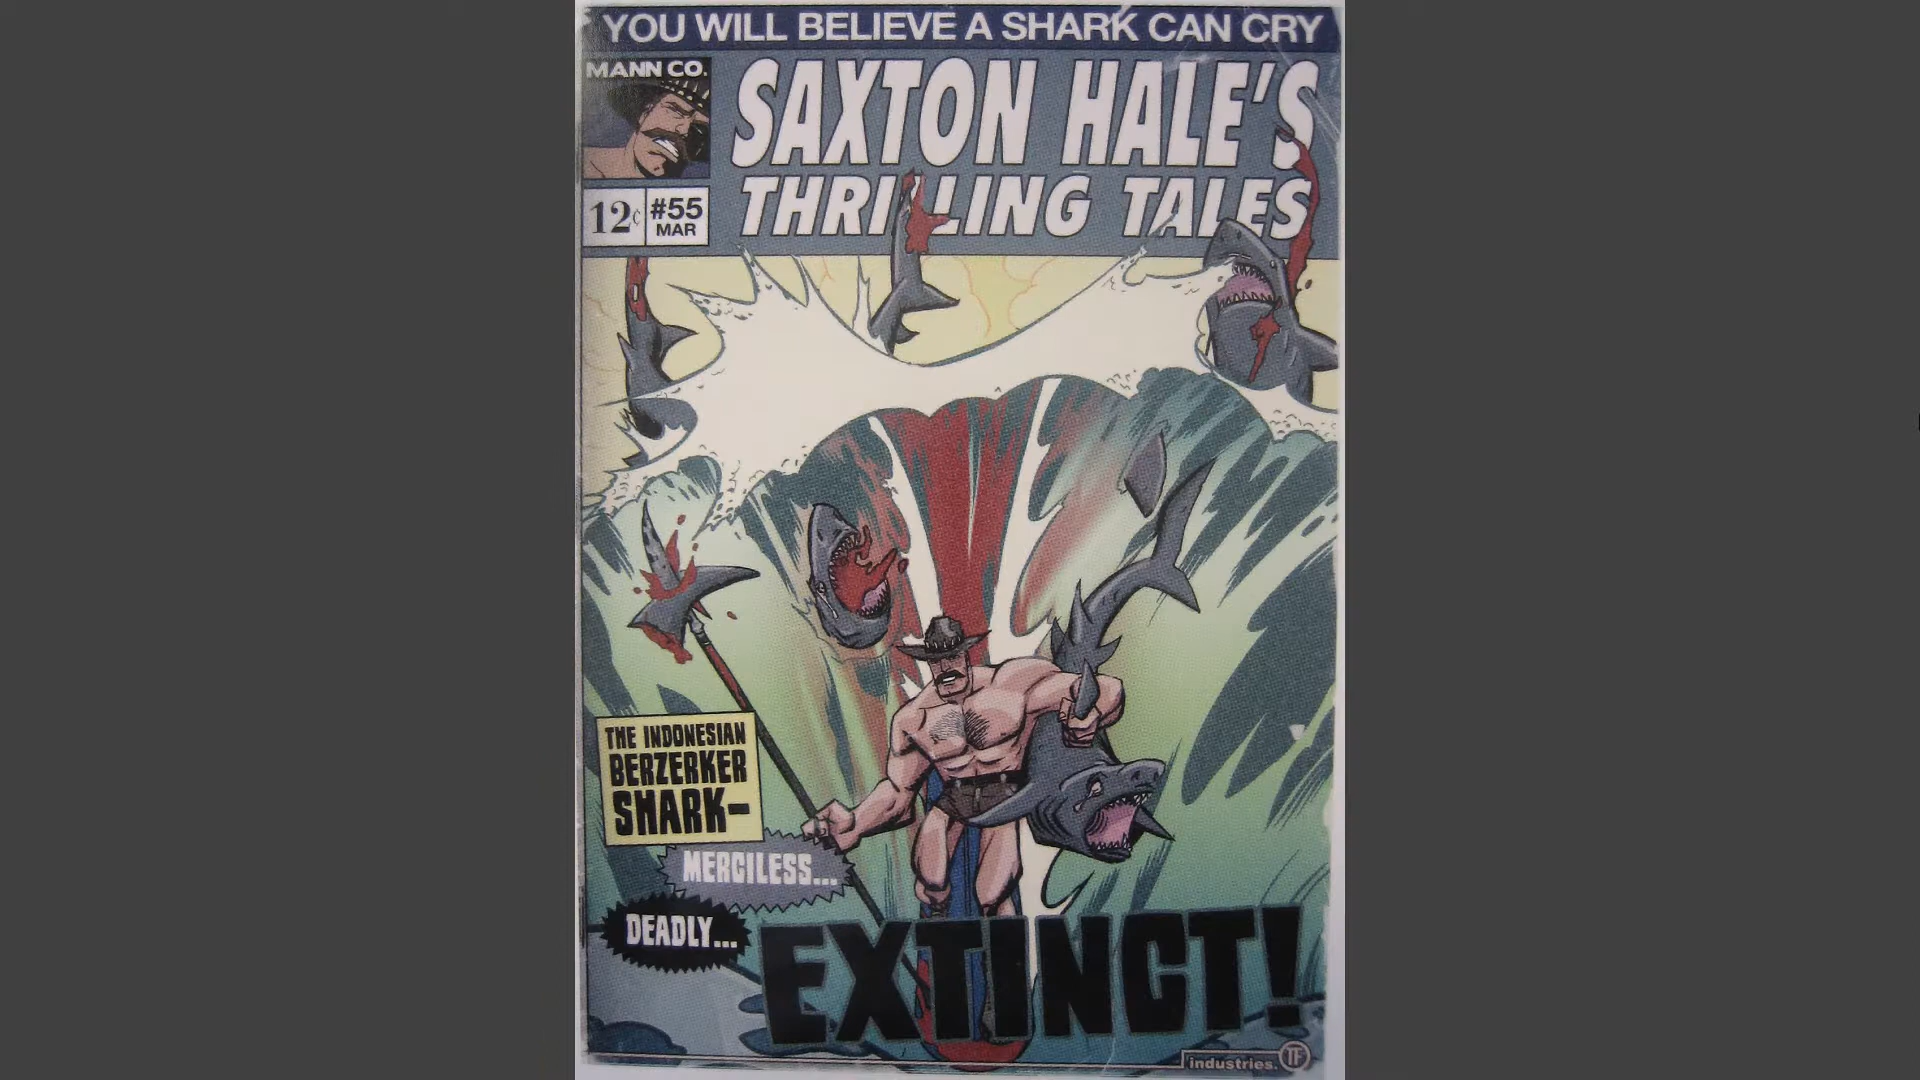 YOU WILL BELIEVE A SHARK CAN CRY
MANN CO.
SAXTON HALE'S
THRILLING TALES
12¢
#55
MAR
THE INDONESIAN
BERZERKER
SHARK-
MERCILESS...
DEADLY...
EXTINCT!
industries. TF